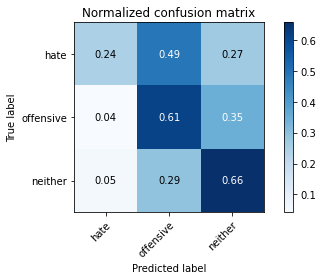 Normalized confusion matrix
True label
hate 0.24 0.49 0.27
offensive 0.04 0.61 0.35
neither 0.05 0.29 0.66
hate offensive neither
Predicted label
0.6
0.5
0.4
0.3
0.2
0.1